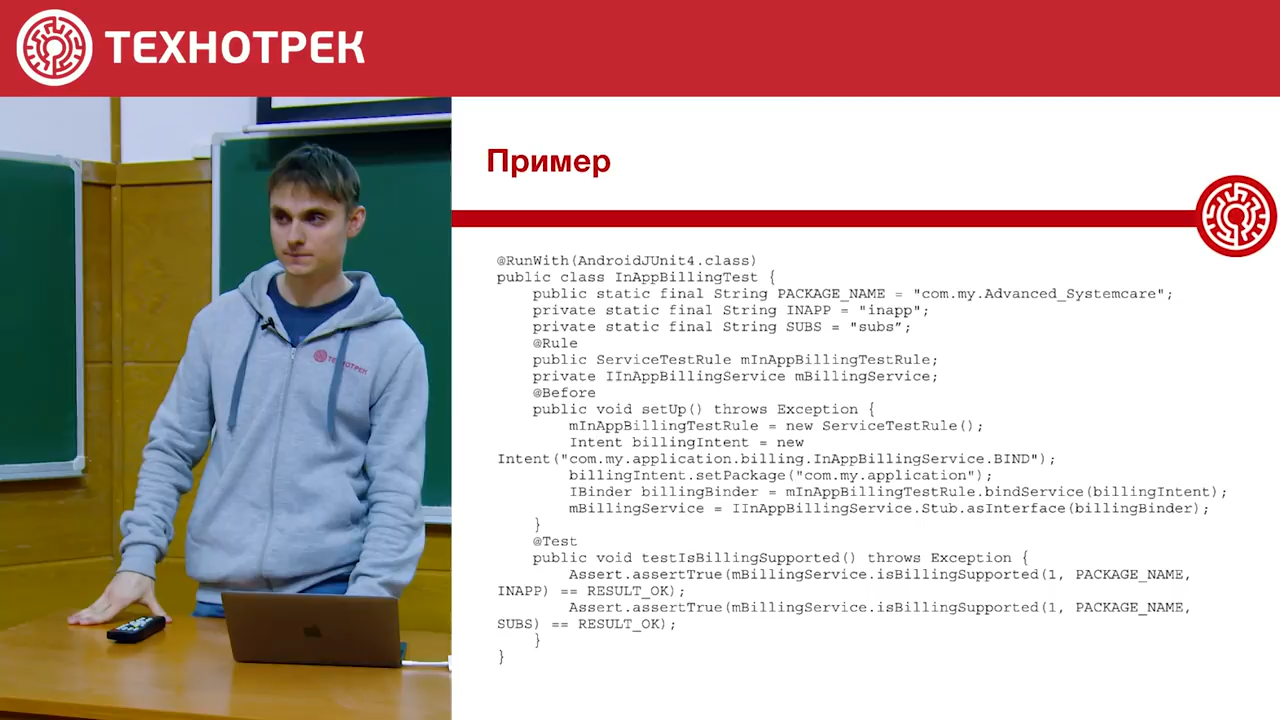 ТЕХНОТРЕК
Пример
ТЕХНОТРЕК
@RunWith(AndroidJUnit4.class)
public class InAppBillingTest {
public static final String PACKAGE_NAME = "com.my.Advanced_Systemcare";
private static final String INAPP = "inapp";
private static final String SUBS = "subs”;
@Rule
public ServiceTestRule mInAppBillingTestRule;
private IInAppBillingService mBillingService;
@Before
public void setUp() throws Exception {
mInAppBillingTestRule = new ServiceTestRule();
Intent billingIntent = new
Intent("com.my.application.billing.InAppBillingService.BIND");
billingIntent.setPackage("com.my.application");
IBinder billingBinder = mInAppBillingTestRule.bindService(billingIntent);
mBillingService = IInAppBillingService.Stub.asInterface(billingBinder);
}
@Test
public void testIsBillingSupported() throws Exception {
Assert.assertTrue(mBillingService.isBillingSupported(1, PACKAGE_NAME,
INAPP) == RESULT_OK);
Assert.assertTrue(mBillingService.isBillingSupported(1, PACKAGE_NAME,
SUBS) == RESULT_OK);
}
}